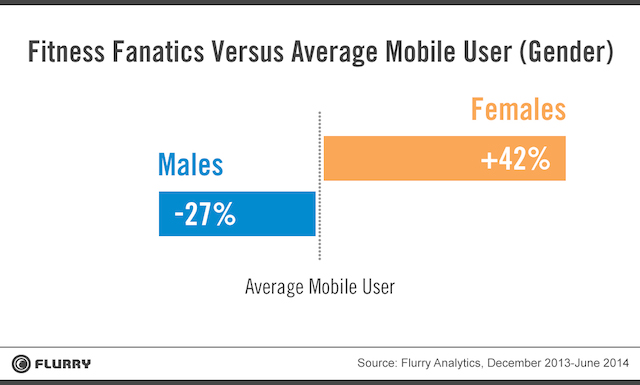 Fitness Fanatics Versus Average Mobile User (Gender)
Females
+42%
Males
-27%
Average Mobile User
FLURRY
Source: Flurry Analytics, December 2013-June 2014